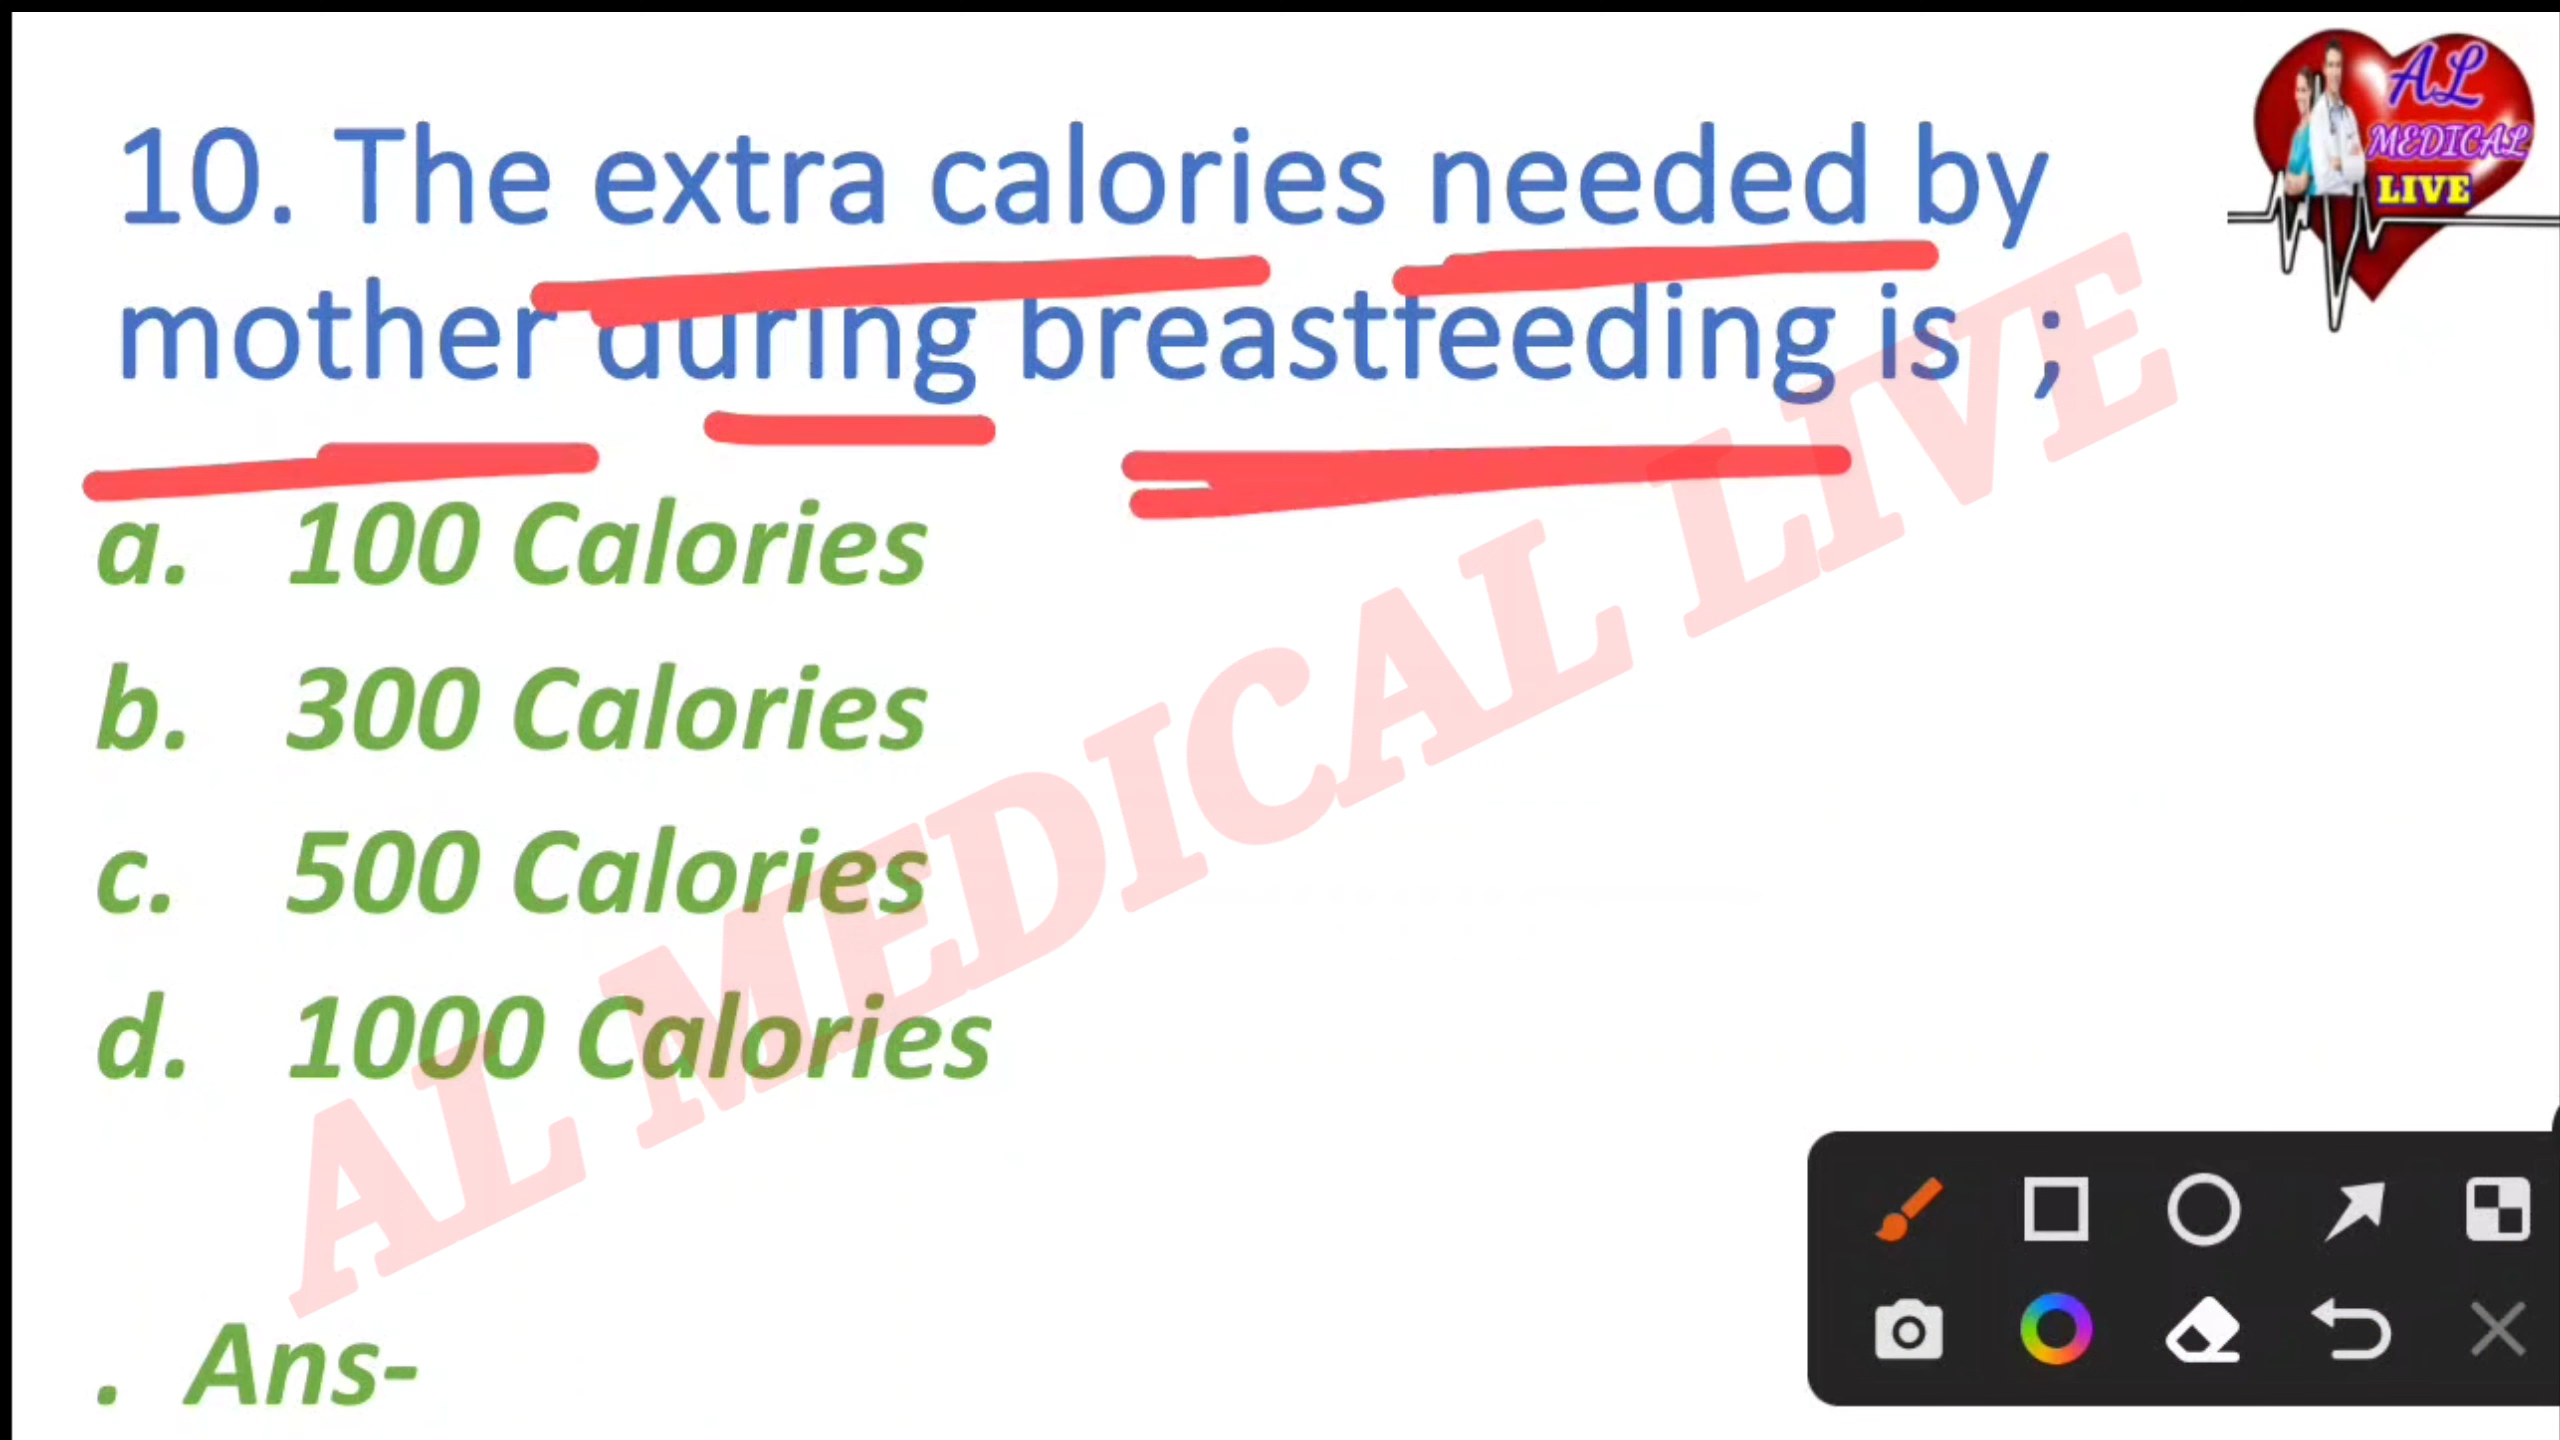 AL
MEDICAL
LIVE
10. The extra calories needed by
mother during breastfeeding is ;
a. 100 Calories
b. 300 Calories
c. 500 Calories
d. 1000 Calories
. Ans-
AL MEDICAL LIVE